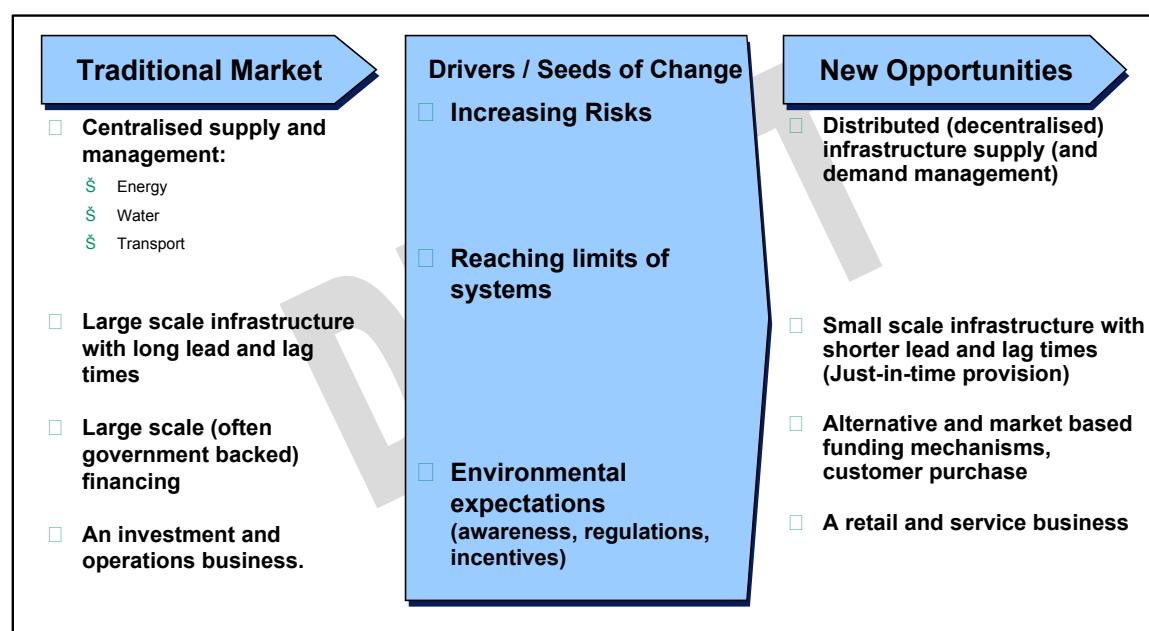 Traditional Market
□ Centralised supply and
management:
Š Energy
Š Water
Š Transport
□ Large scale infrastructure
with long lead and lag
times
□ Large scale (often
government backed)
financing
□ An investment and
operations business.
Drivers / Seeds of Change
□ Increasing Risks
□ Reaching limits of
systems
□ Environmental
expectations
(awareness, regulations,
incentives)
New Opportunities
□ Distributed (decentralised)
infrastructure supply (and
demand management)
□ Small scale infrastructure with
shorter lead and lag times
(Just-in-time provision)
□ Alternative and market based
funding mechanisms,
customer purchase
□ A retail and service business